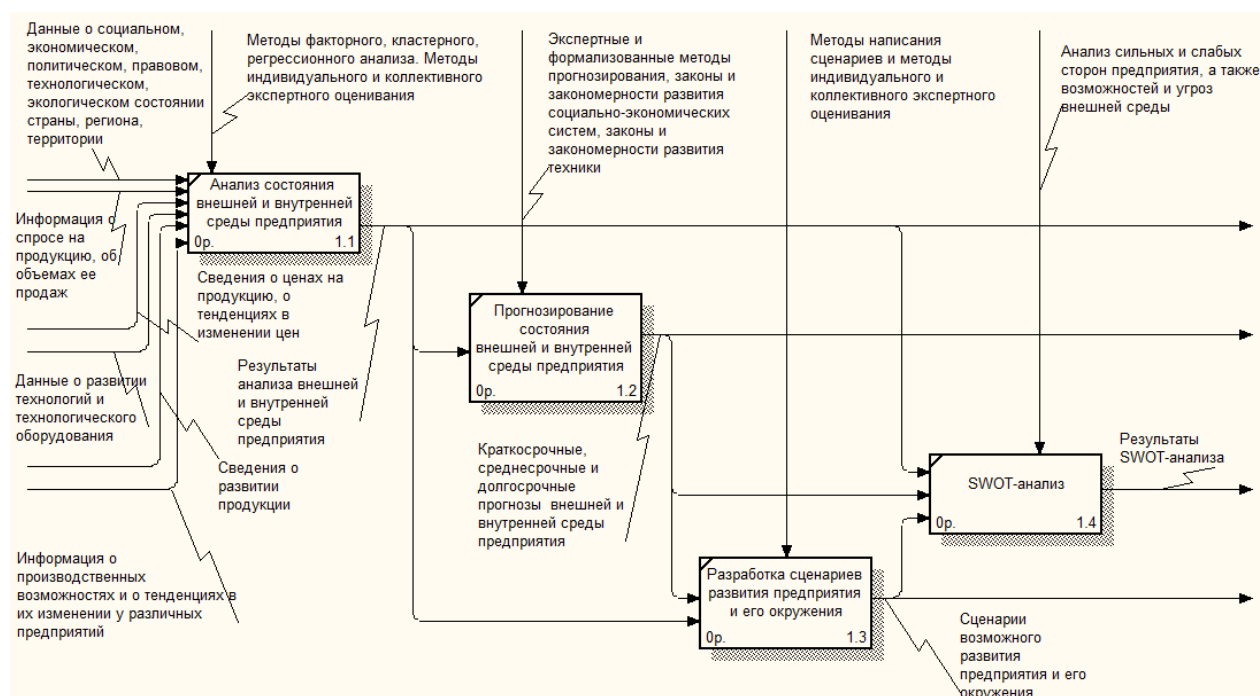 Данные о социальном,
экономическом,
политическом, правовом,
технологическом,
экологическом состоянии
страны, региона,
территории
Методы факторного, кластерного,
регрессионного анализа. Методы
индивидуального и коллективного
экспертного оценивания
Экспертные и
формализованные методы
прогнозирования, законы и
закономерности развития
социально-экономических
систем, законы и
закономерности развития
техники
Методы написания
сценариев и методы
индивидуального и
коллективного экспертного
оценивания
Анализ сильных и слабых
сторон предприятия, а также
возможностей и угроз
внешней среды
Анализ состояния
внешней и внутренней
среды предприятия
0р. 1.1
Информация о
спросе на
продукцию, об
объемах ее
продаж
Сведения о ценах на
продукцию, о
тенденциях в
изменении цен
Прогнозирование
состояния
внешней и внутренней
среды предприятия
0р. 1.2
Результаты
анализа внешней
и внутренней
среды
предприятия
Данные о развитии
технологий и
технологического
оборудования
Сведения о
развитии
продукции
Краткосрочные,
среднесрочные и
долгосрочные
прогнозы внешней и
внутренней среды
предприятия
Результаты
SWOT-анализа
SWOT-анализ
0р. 1.4
Информация о
производственных
возможностях и о тенденциях в
их изменении у различных
предприятий
Разработка сценариев
развития предприятия
и его окружения
0р. 1.3
Сценарии
возможного
развития
предприятия и его
окружения